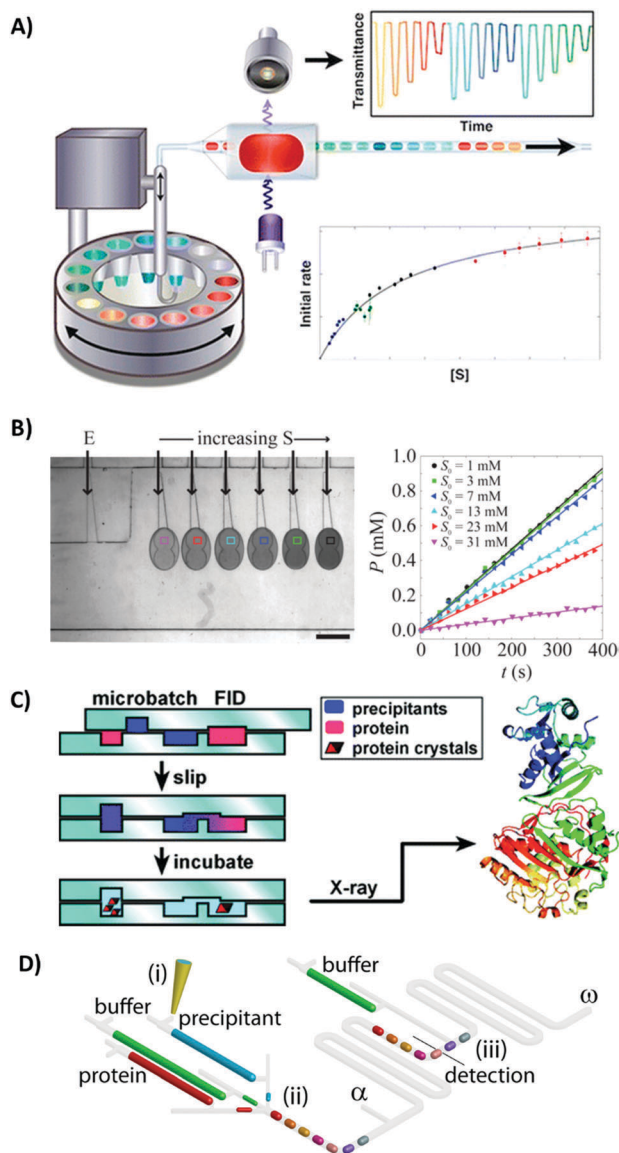 A)
Transmittance
Time
Initial rate
[S]
B)
E
increasing S
P (mM)
1.0
0.8
0.6
0.4
0.2
0.0
S₀ = 1 mM
S₀ = 3 mM
S₀ = 7 mM
S₀ = 13 mM
S₀ = 23 mM
S₀ = 31 mM
0 100 200 300 400
t (s)
C)
microbatch FID
precipitants
protein
protein crystals
slip
incubate
X-ray
D)
(i)
buffer
precipitant
protein
(ii)
α
buffer
ω
(iii)
detection